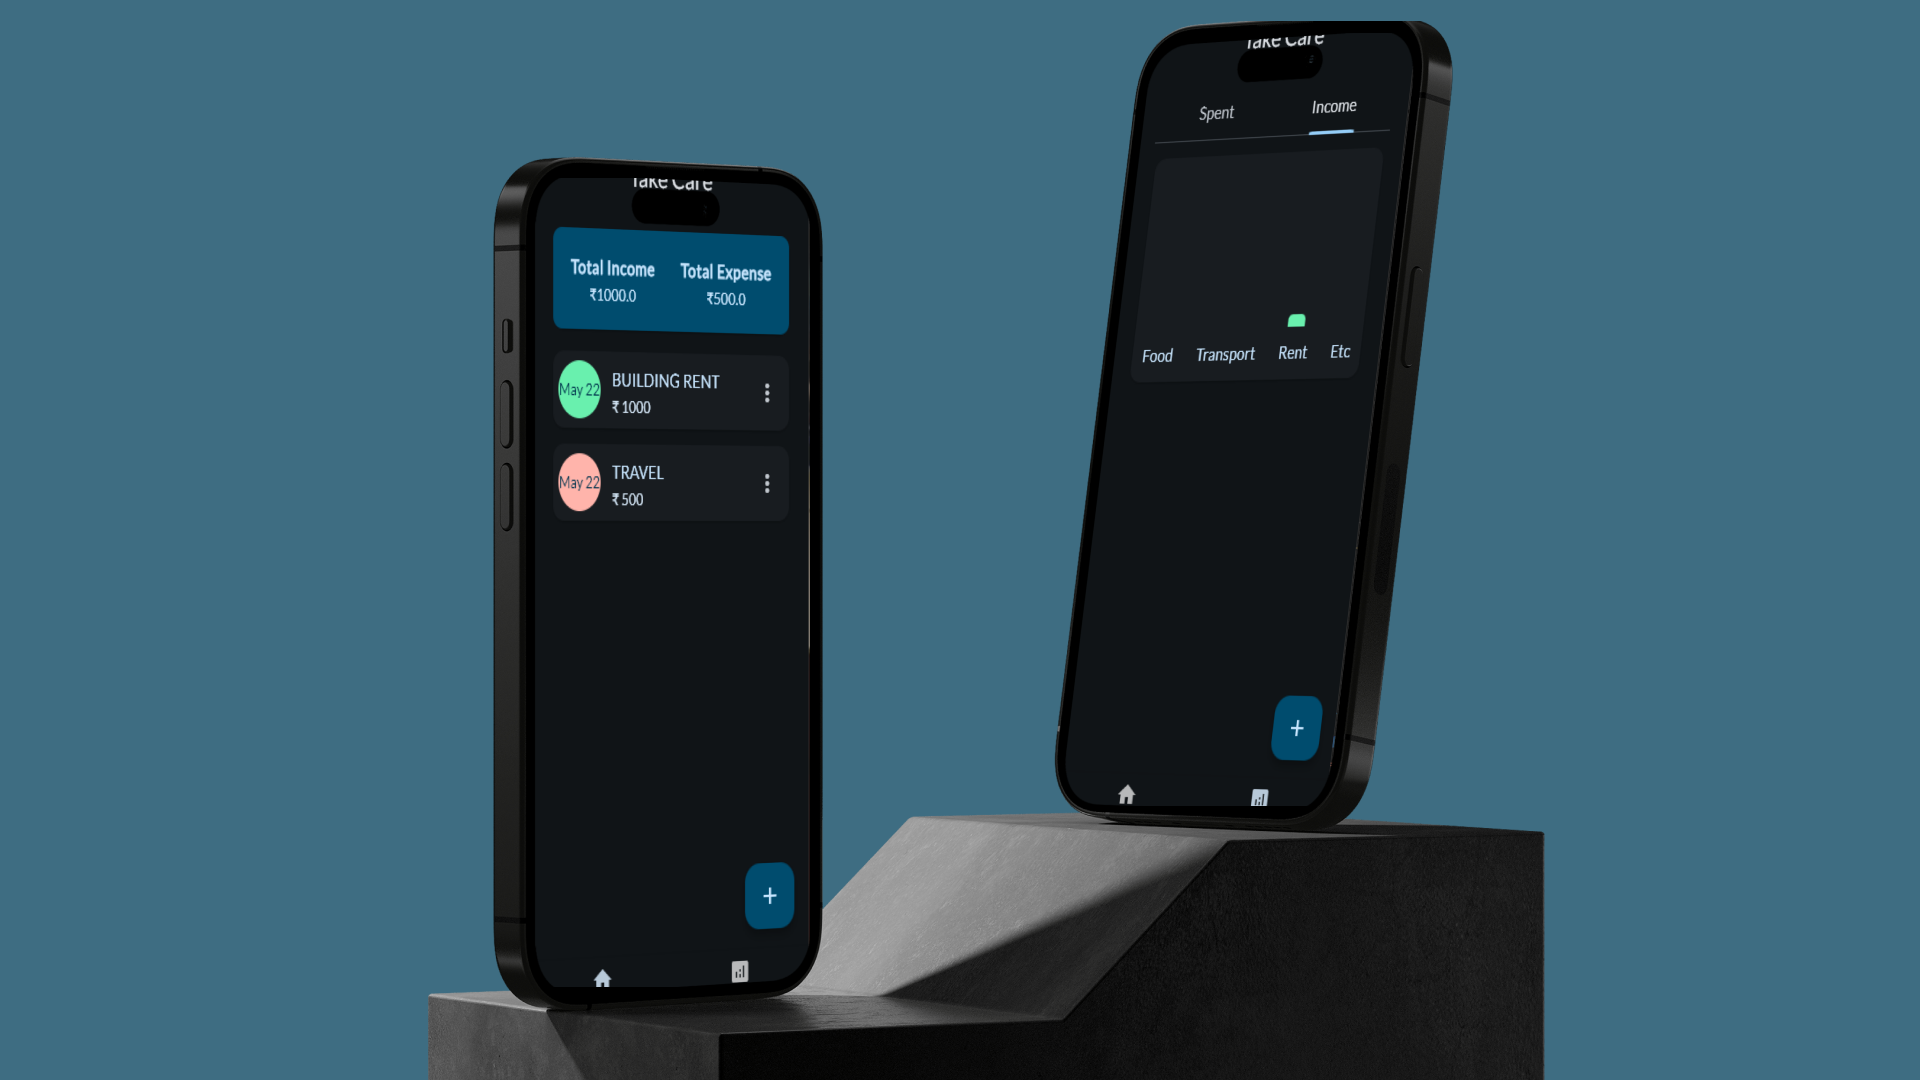 Take Care
Total Income
Total Expense
₹1000.0
₹500.0
May 22
BUILDING RENT
₹ 1000
May 22
TRAVEL
₹ 500
+
Take Care
Spent
Income
Food
Transport
Rent
Etc
+